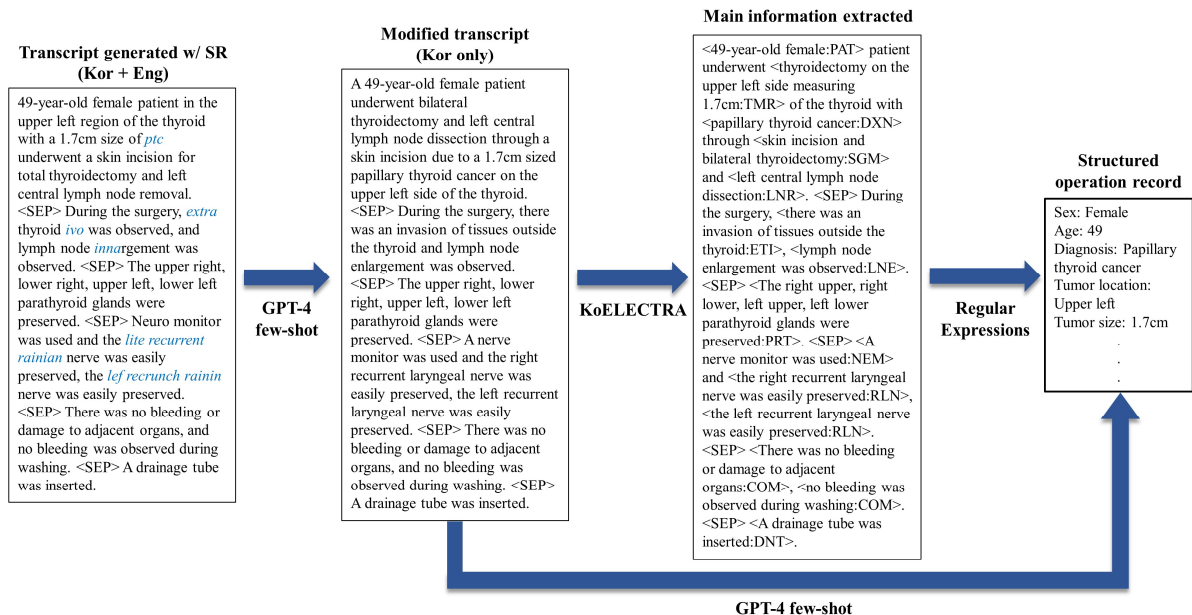 Transcript generated w/ SR
(Kor + Eng)
49-year-old female patient in the
upper left region of the thyroid
with a 1.7cm size of ptc
underwent a skin incision for
total thyroidectomy and left
central lymph node removal.
<SEP> During the surgery, extra
thyroid ivo was observed, and
lymph node innargement was
observed. <SEP> The upper right,
lower right, upper left, lower left
parathyroid glands were
preserved. <SEP> Neuro monitor
was used and the lite recurrent
rainian nerve was easily
preserved, the lef recrunch rainin
nerve was easily preserved.
<SEP> There was no bleeding or
damage to adjacent organs, and
no bleeding was observed during
washing. <SEP> A drainage tube
was inserted.
GPT-4
few-shot
Modified transcript
(Kor only)
A 49-year-old female patient
underwent bilateral
thyroidectomy and left central
lymph node dissection through a
skin incision due to a 1.7cm sized
papillary thyroid cancer on the
upper left side of the thyroid.
<SEP> During the surgery, there
was an invasion of tissues outside
the thyroid and lymph node
enlargement was observed.
<SEP> The upper right, lower
right, upper left, lower left
parathyroid glands were
preserved. <SEP> A nerve
monitor was used and the right
recurrent laryngeal nerve was
easily preserved, the left recurrent
laryngeal nerve was easily
preserved. <SEP> There was no
bleeding or damage to adjacent
organs, and no bleeding was
observed during washing. <SEP>
A drainage tube was inserted.
KoELECTRA
Main information extracted
<49-year-old female:PAT> patient
underwent <thyroidectomy on the
upper left side measuring
1.7cm:TMR> of the thyroid with
<papillary thyroid cancer:DXN>
through <skin incision and
bilateral thyroidectomy:SGM>
and <left central lymph node
dissection:LNR>. <SEP> During
the surgery, <there was an
invasion of tissues outside the
thyroid:ETI>, <lymph node
enlargement was observed:LNE>.
<SEP> <The right upper, right
lower, left upper, left lower
parathyroid glands were
preserved:PRT>. <SEP> <A
nerve monitor was used:NEM>
and <the right recurrent laryngeal
nerve was easily preserved:RLN>,
<the left recurrent laryngeal nerve
was easily preserved:RLN>.
<SEP> <There was no bleeding
or damage to adjacent
organs:COM>, <no bleeding was
observed during washing:COM>.
<SEP> <A drainage tube was
inserted:DNT>.
Regular
Expressions
Structured
operation record
Sex: Female
Age: 49
Diagnosis: Papillary
thyroid cancer
Tumor location:
Upper left
Tumor size: 1.7cm
.
.
.
GPT-4 few-shot